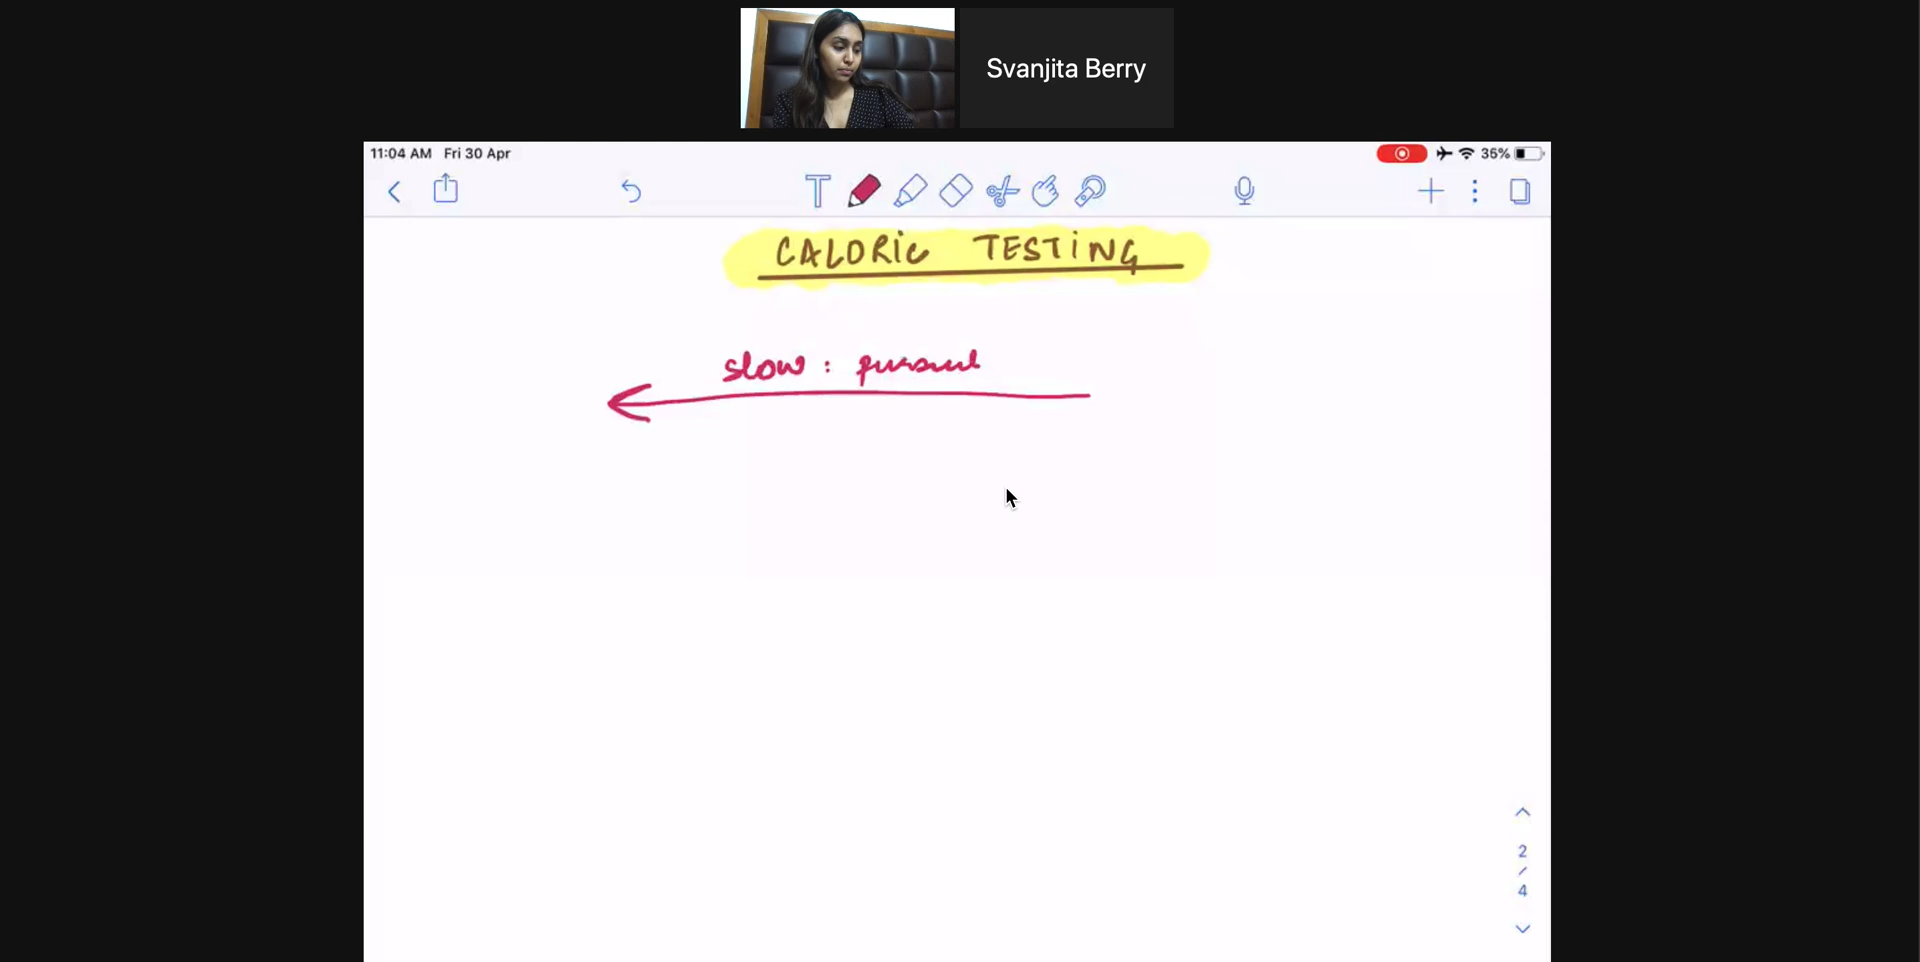 Svanjita Berry
11:04 AM Fri 30 Apr
35%
T
CALORIC TESTING
slow : pursuit
2
/
4